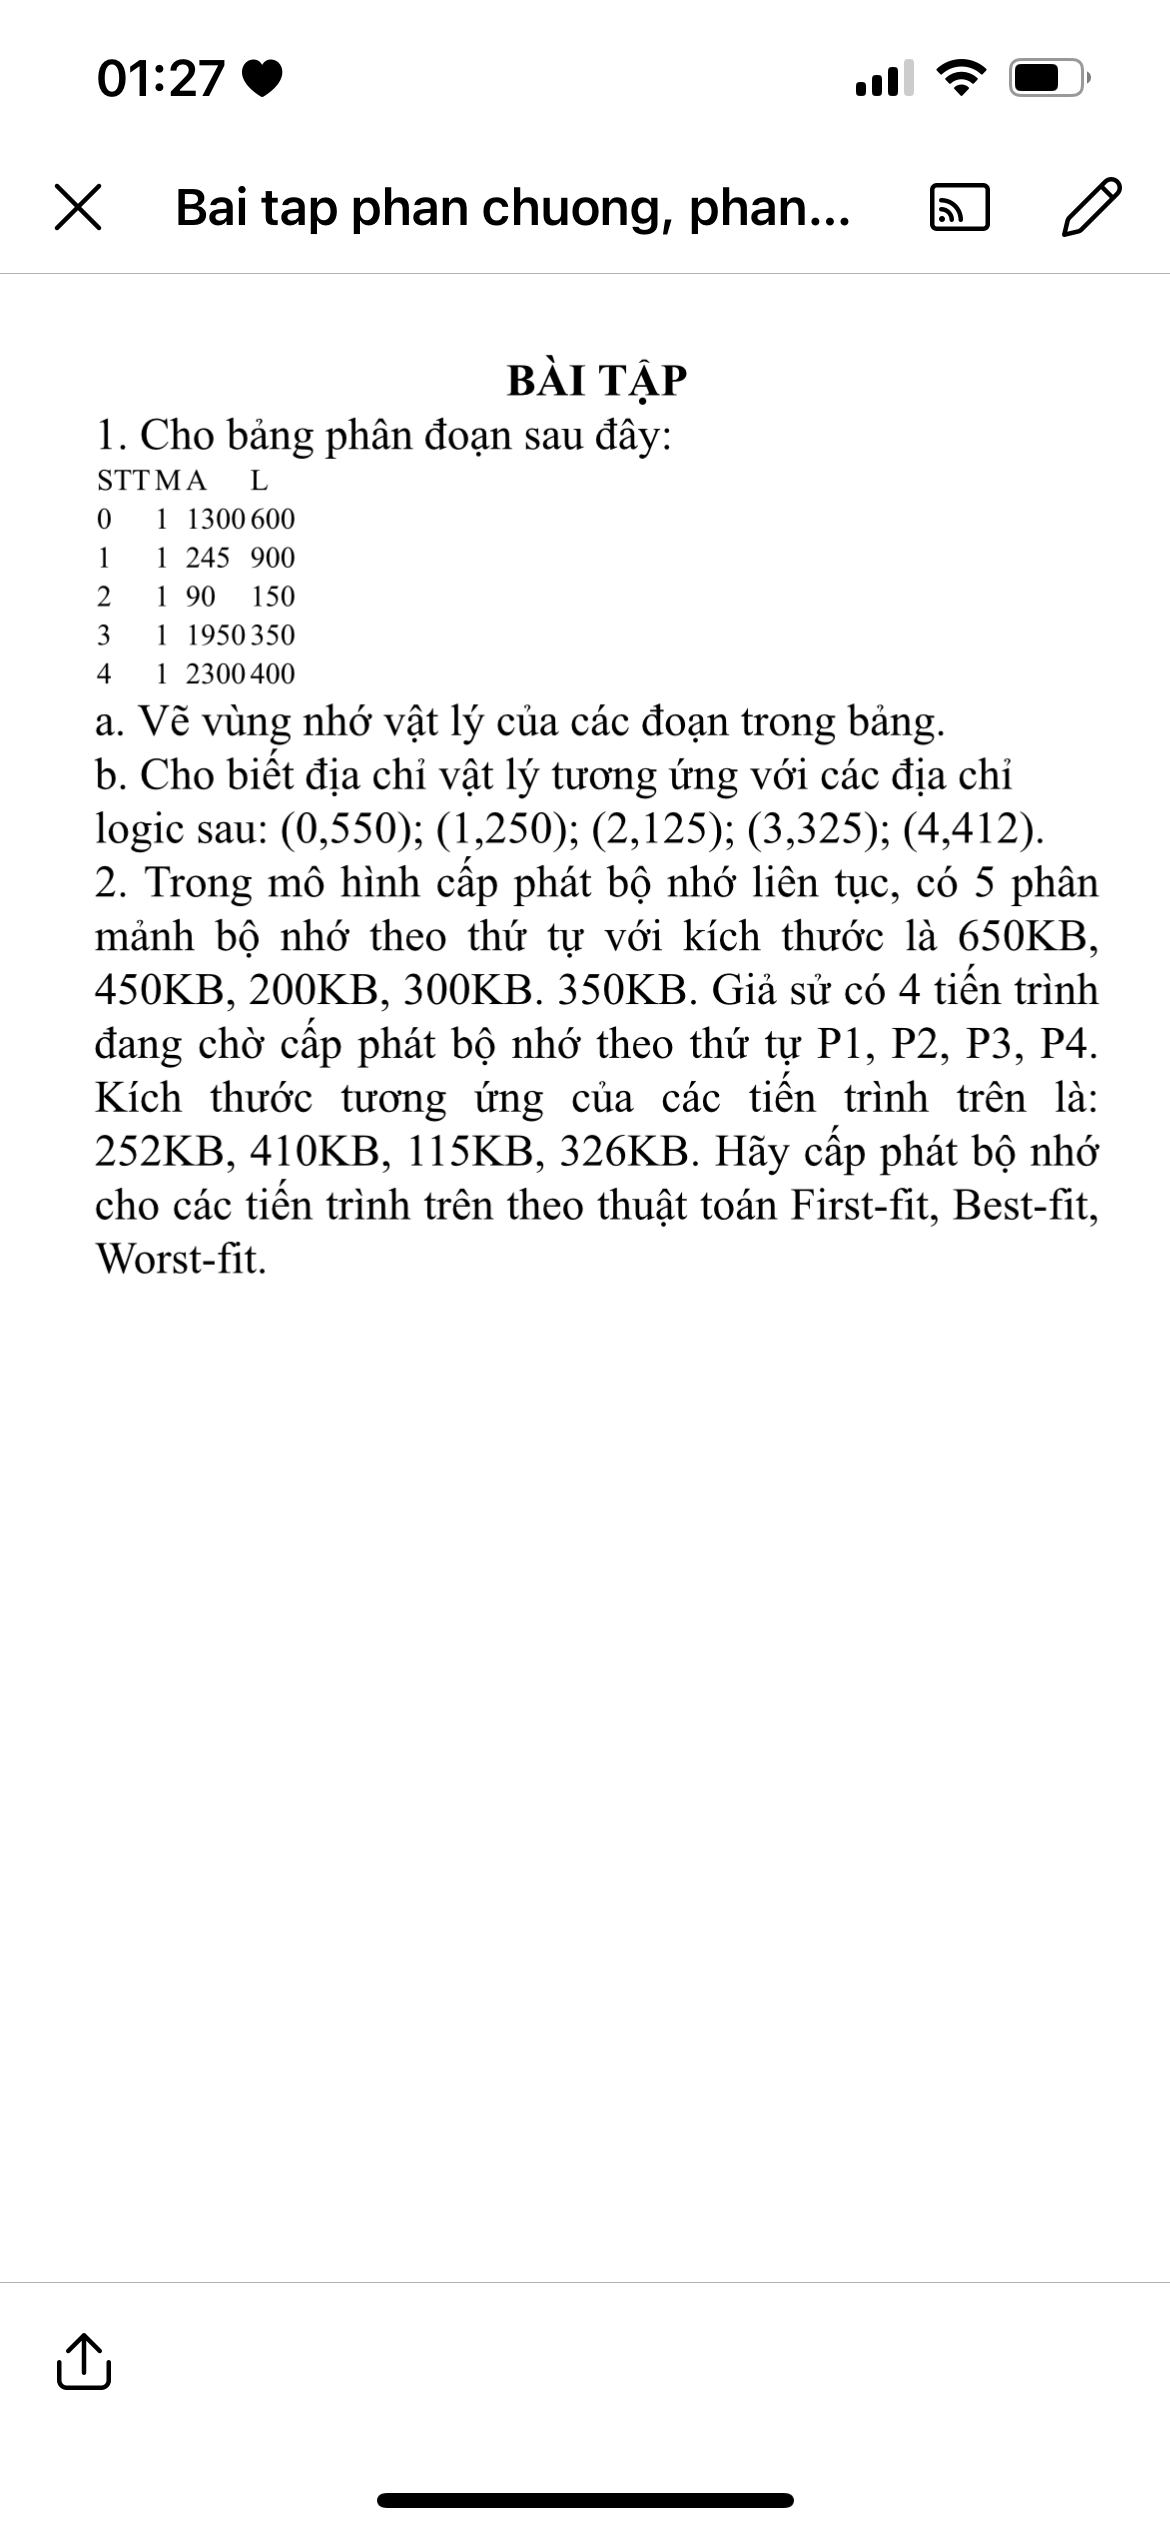 01:27
Bai tap phan chuong, phan...
BÀI TẬP
1. Cho bảng phân đoạn sau đây:
STT M A L
0 1 1300 600
1 1 245 900
2 1 90 150
3 1 1950 350
4 1 2300 400
a. Vẽ vùng nhớ vật lý của các đoạn trong bảng.
b. Cho biết địa chỉ vật lý tương ứng với các địa chỉ
logic sau: (0,550); (1,250); (2,125); (3,325); (4,412).
2. Trong mô hình cấp phát bộ nhớ liên tục, có 5 phân
mảnh bộ nhớ theo thứ tự với kích thước là 650KB,
450KB, 200KB, 300KB. 350KB. Giả sử có 4 tiến trình
đang chờ cấp phát bộ nhớ theo thứ tự P1, P2, P3, P4.
Kích thước tương ứng của các tiến trình trên là:
252KB, 410KB, 115KB, 326KB. Hãy cấp phát bộ nhớ
cho các tiến trình trên theo thuật toán First-fit, Best-fit,
Worst-fit.